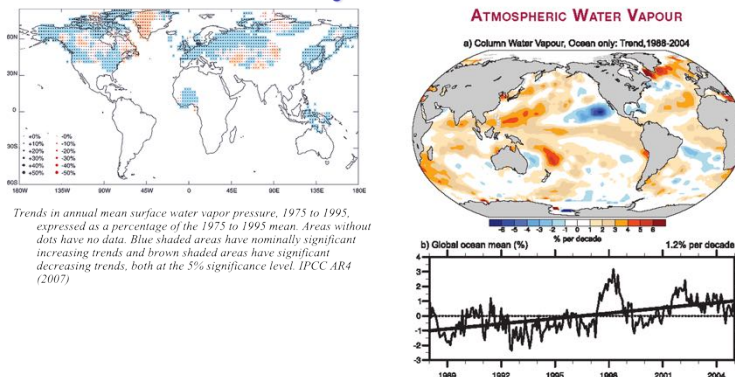 60N
30N
0
30S
60S
180W
135W
90W
45W
0
45E
90E
135E
180E
+0%
+10%
+20%
+30%
+40%
+50%
-0%
-10%
-20%
-30%
-40%
-50%
Trends in annual mean surface water vapor pressure, 1975 to 1995,
expressed as a percentage of the 1975 to 1995 mean. Areas without
dots have no data. Blue shaded areas have nominally significant
increasing trends and brown shaded areas have significant
decreasing trends, both at the 5% significance level. IPCC AR4
(2007)
ATMOSPHERIC WATER VAPOUR
a) Column Water Vapour, Ocean only: Trend, 1988-2004
-6 -5 -4 -3 -2 -1 0 1 2 3 4 5 6
% per decade
b) Global ocean mean (%) 1.2% per decade
4
3
2
1
0
-1
-2
-3
1989 1992 1995 1998 2001 2004